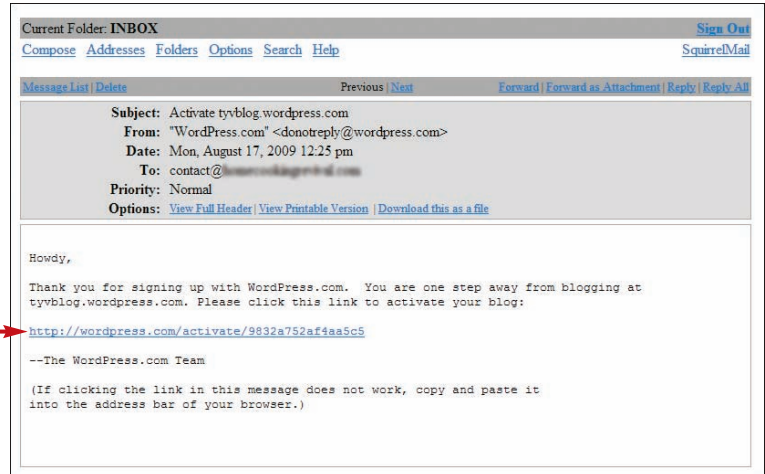 Current Folder: INBOX Sign Out
Compose Addresses Folders Options Search Help SquirrelMail
Message List | Delete Previous | Next Forward | Forward as Attachment | Reply | Reply All
Subject: Activate tyvblog.wordpress.com
From: "WordPress.com" <donotreply@wordpress.com>
Date: Mon, August 17, 2009 12:25 pm
To: contact@
Priority: Normal
Options: View Full Header | View Printable Version | Download this as a file
Howdy,
Thank you for signing up with WordPress.com. You are one step away from blogging at
tyvblog.wordpress.com. Please click this link to activate your blog:
http://wordpress.com/activate/9832a752af4aa5c5
--The WordPress.com Team
(If clicking the link in this message does not work, copy and paste it
into the address bar of your browser.)